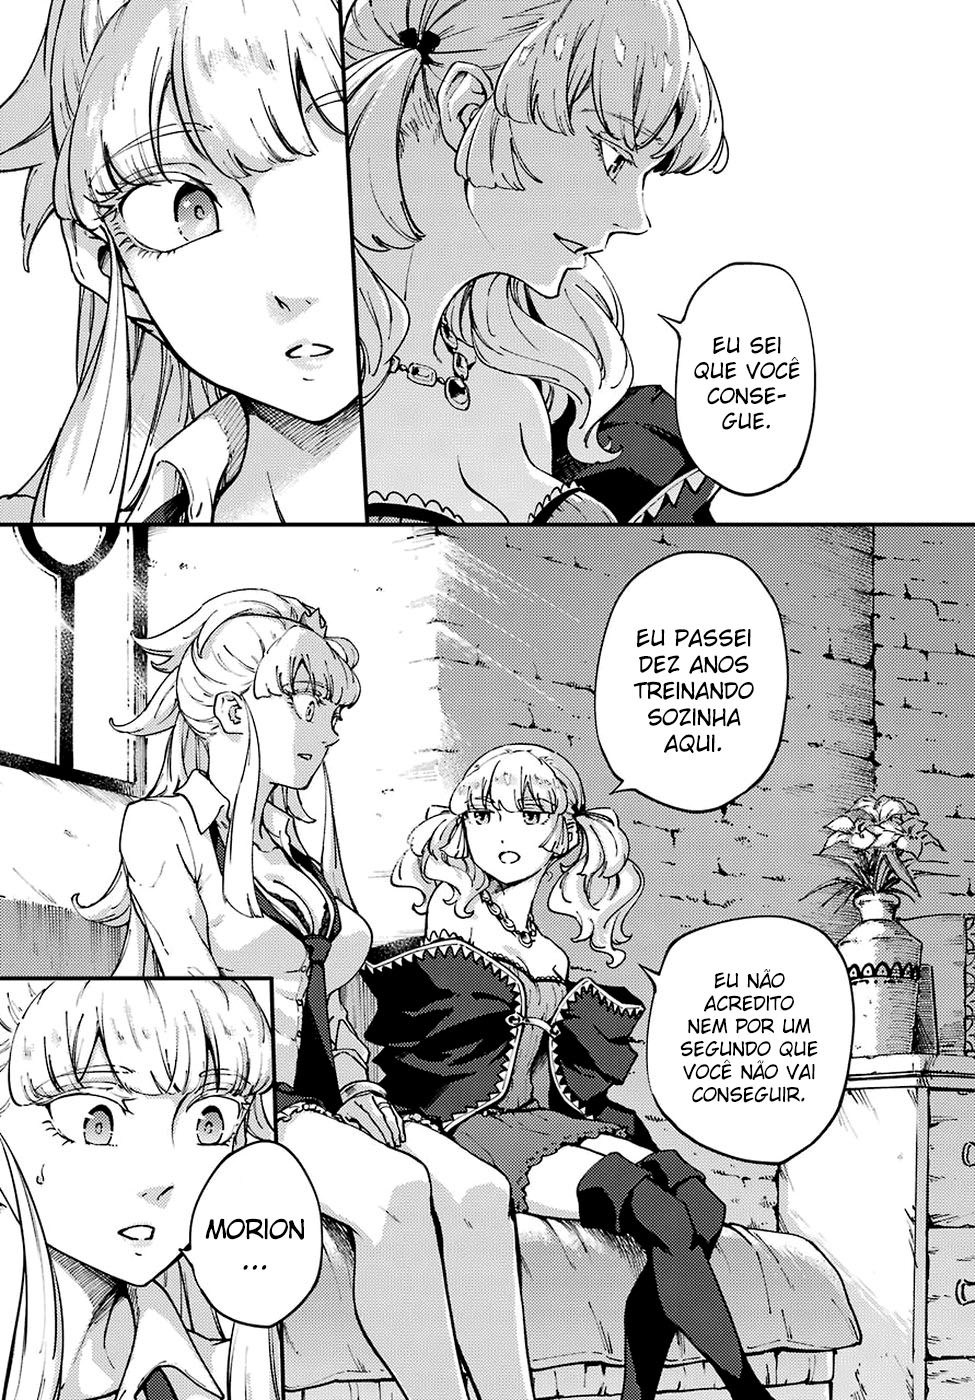 EU SEI
QUE VOCÊ
CONSE-
GUE.
EU PASSEI
DEZ ANOS
TREINANDO
SOZINHA
AQUI.
EU NÃO
ACREDITO
NEM POR UM
SEGUNDO QUE
VOCÊ NÃO VAI
CONSEGUIR.
MORION
...